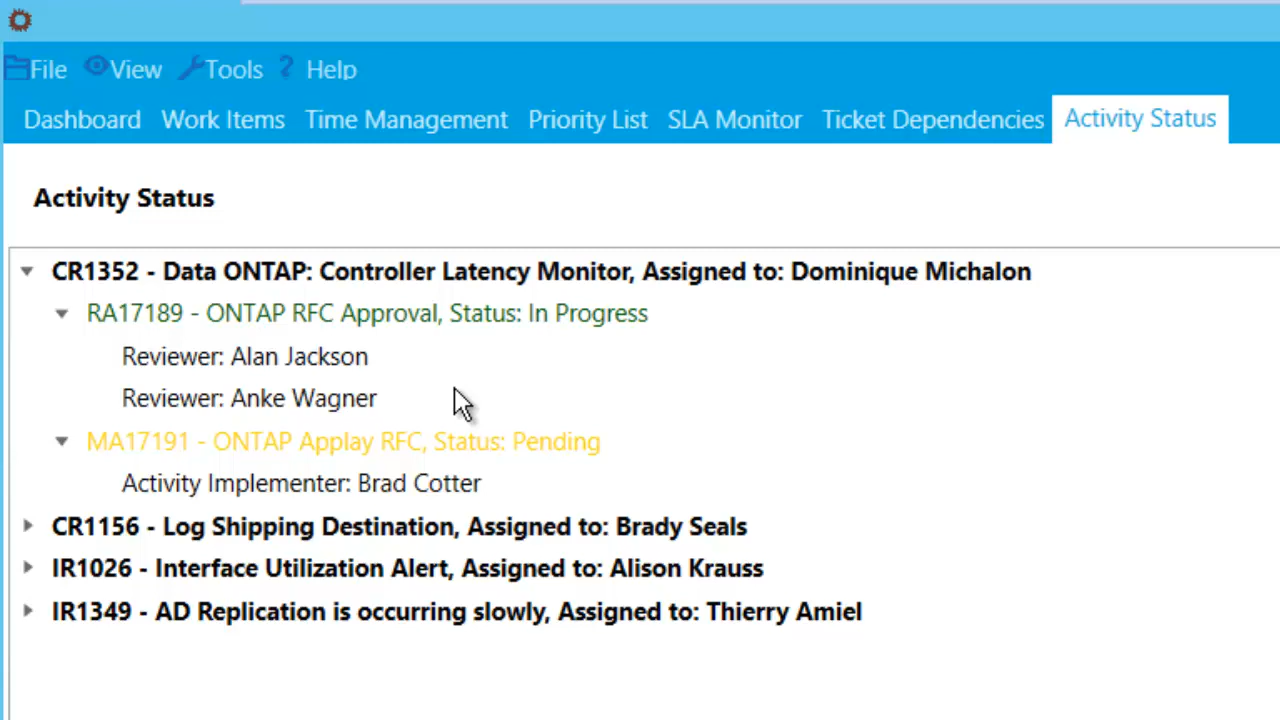 File View Tools ? Help
Dashboard Work Items Time Management Priority List SLA Monitor Ticket Dependencies Activity Status
Activity Status
CR1352 - Data ONTAP: Controller Latency Monitor, Assigned to: Dominique Michalon
RA17189 - ONTAP RFC Approval, Status: In Progress
Reviewer: Alan Jackson
Reviewer: Anke Wagner
MA17191 - ONTAP Applay RFC, Status: Pending
Activity Implementer: Brad Cotter
CR1156 - Log Shipping Destination, Assigned to: Brady Seals
IR1026 - Interface Utilization Alert, Assigned to: Alison Krauss
IR1349 - AD Replication is occurring slowly, Assigned to: Thierry Amiel